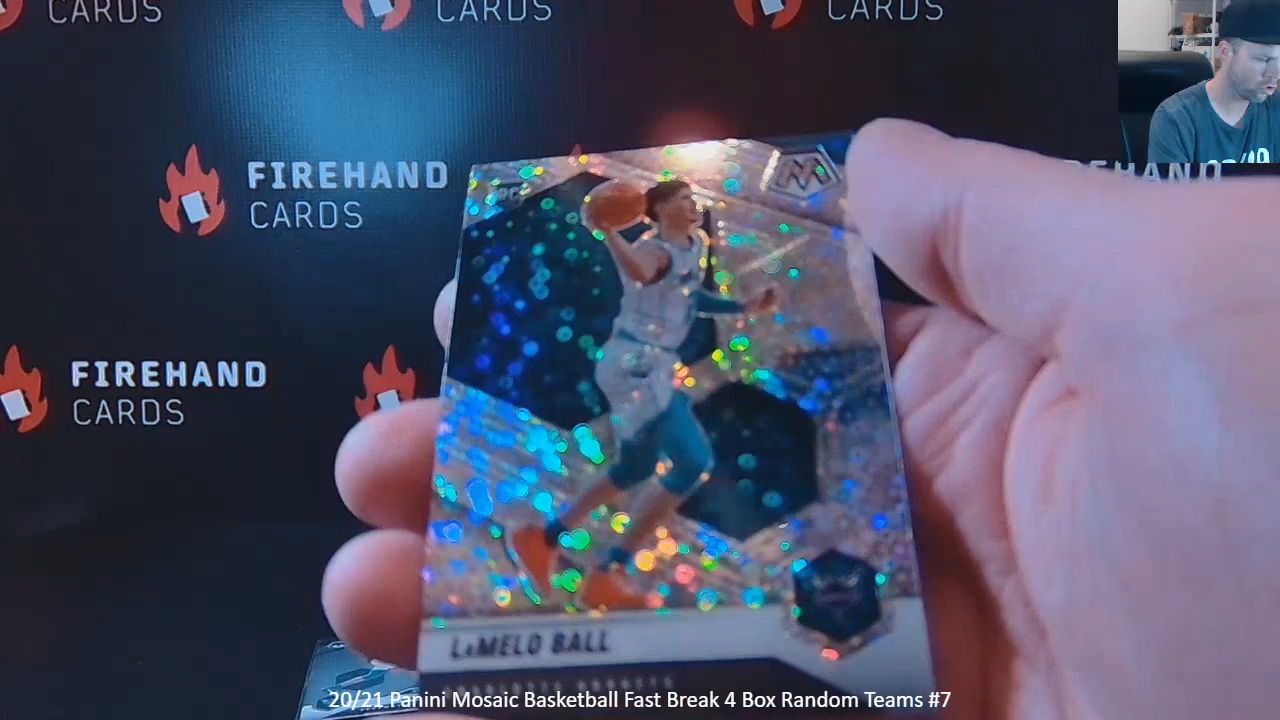 CARDS
CARDS
CARDS
FIREHAND
CARDS
FIREHAND
CARDS
RC
LAMELO BALL
20/21 Panini Mosaic Basketball Fast Break 4 Box Random Teams #7